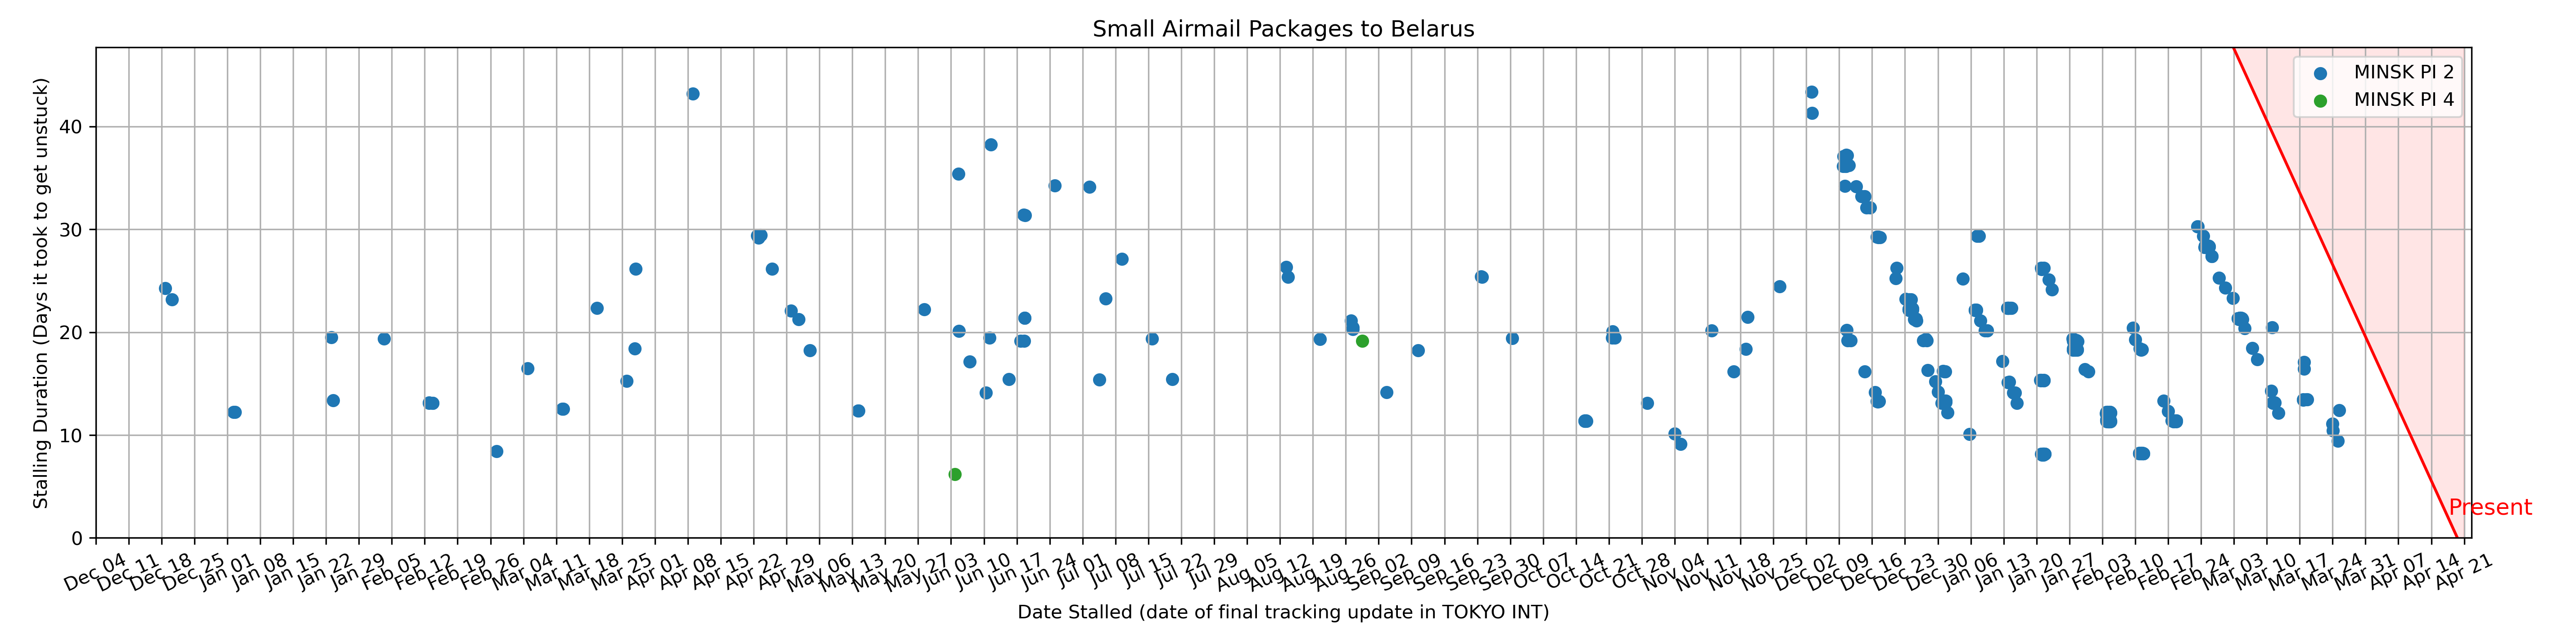 Small Airmail Packages to Belarus
MINSK PI 2
MINSK PI 4
Stalling Duration (Days it took to get unstuck)
40
30
20
10
0
Present
Dec 04
Dec 11
Dec 18
Dec 25
Jan 01
Jan 08
Jan 15
Jan 22
Jan 29
Feb 05
Feb 12
Feb 19
Feb 26
Mar 04
Mar 11
Mar 18
Mar 25
Apr 01
Apr 08
Apr 15
Apr 22
Apr 29
May 06
May 13
May 20
May 27
Jun 03
Jun 10
Jun 17
Jun 24
Jul 01
Jul 08
Jul 15
Jul 22
Jul 29
Aug 05
Aug 12
Aug 19
Aug 26
Sep 02
Sep 09
Sep 16
Sep 23
Sep 30
Oct 07
Oct 14
Oct 21
Oct 28
Nov 04
Nov 11
Nov 18
Nov 25
Dec 02
Dec 09
Dec 16
Dec 23
Dec 30
Jan 06
Jan 13
Jan 20
Jan 27
Feb 03
Feb 10
Feb 17
Feb 24
Mar 03
Mar 10
Mar 17
Mar 24
Mar 31
Apr 07
Apr 14
Apr 21
Date Stalled (date of final tracking update in TOKYO INT)